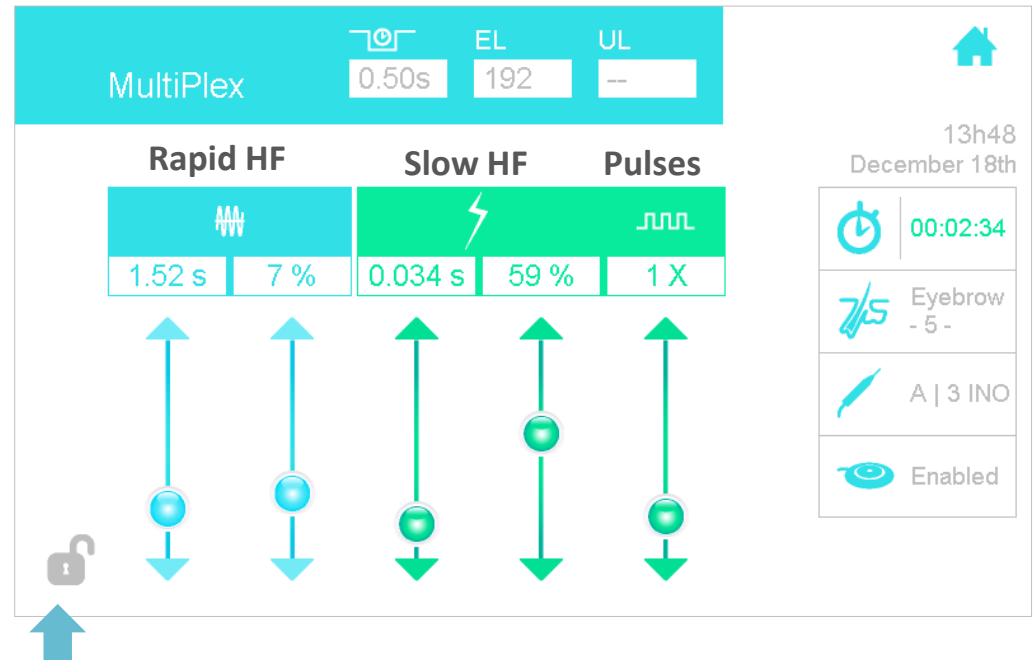 EL UL
MultiPlex 0.50s 192 --
13h48
December 18th
Rapid HF Slow HF Pulses
1.52 s 7 % 0.034 s 59 % 1 X
00:02:34
Eyebrow
- 5 -
A | 3 INO
Enabled